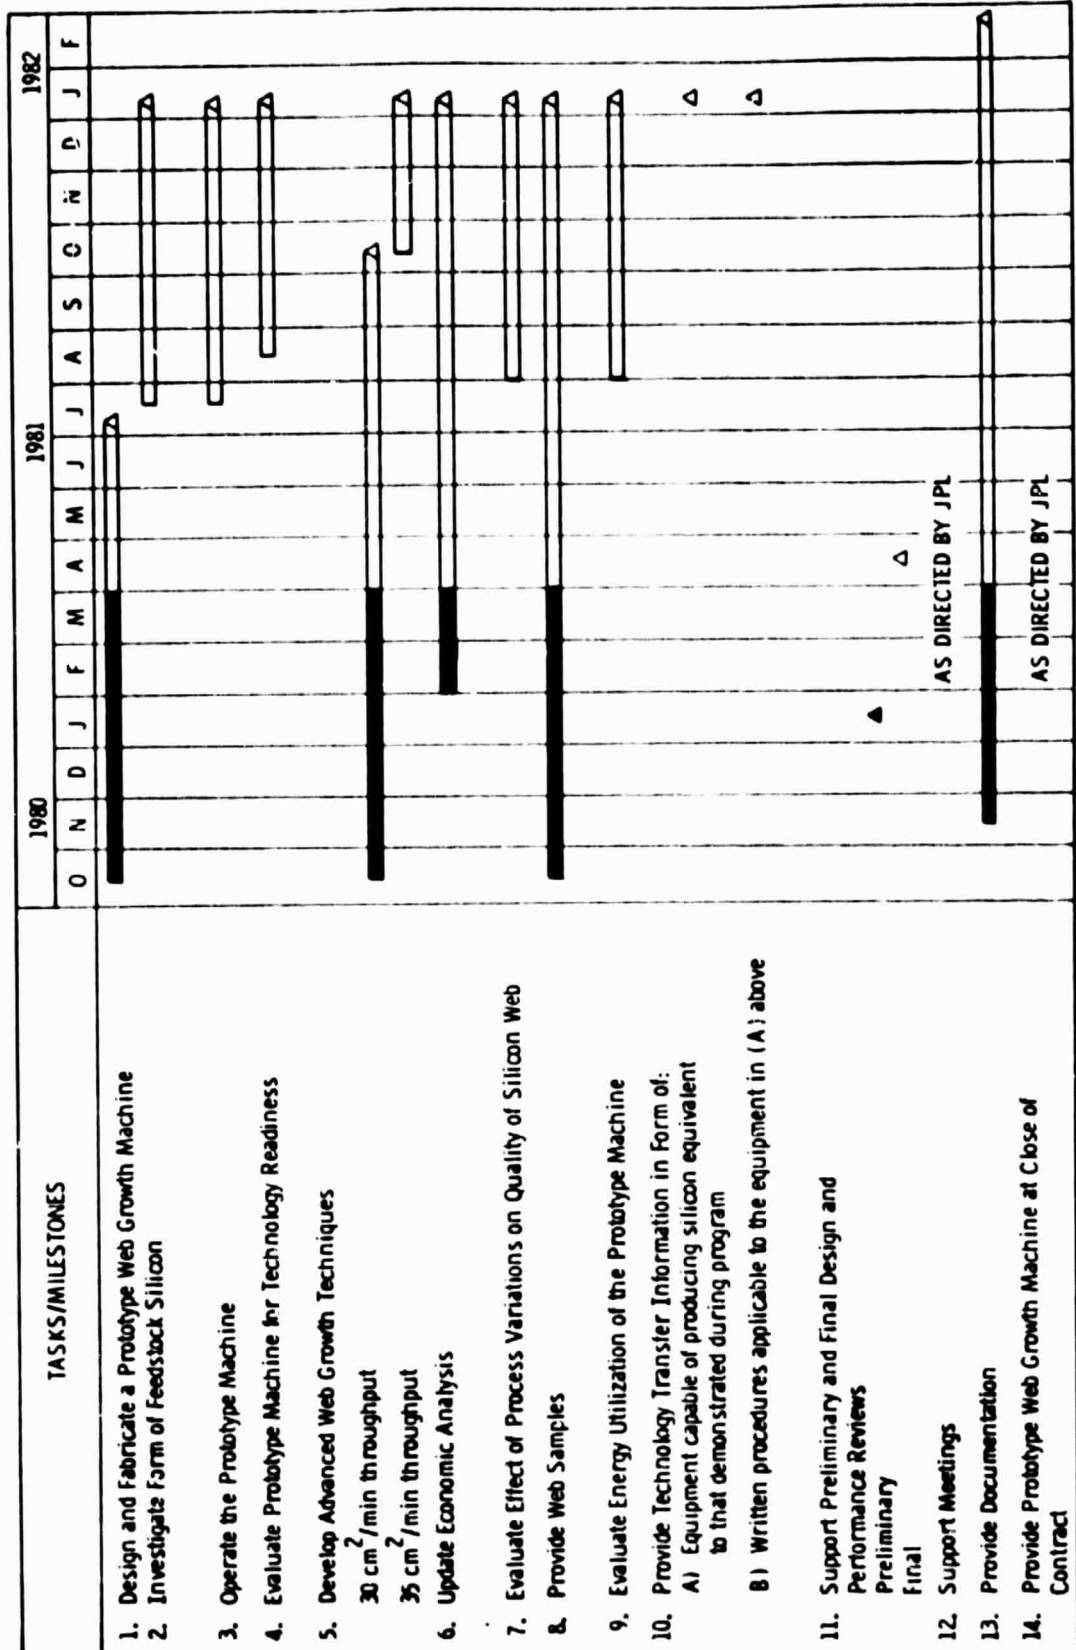 TASKS/MILESTONES
1980
1981
1982
O N D J F M A M J J A S O N D J F
1. Design and Fabricate a Prototype Web Growth Machine
2. Investigate Form of Feedstock Silicon
3. Operate the Prototype Machine
4. Evaluate Prototype Machine for Technology Readiness
5. Develop Advanced Web Growth Techniques
30 cm²/min throughput
35 cm²/min throughput
6. Update Economic Analysis
7. Evaluate Effect of Process Variations on Quality of Silicon Web
8. Provide Web Samples
9. Evaluate Energy Utilization of the Prototype Machine
10. Provide Technology Transfer Information in Form of:
A) Equipment capable of producing silicon equivalent
to that demonstrated during program
B) Written procedures applicable to the equipment in (A) above
11. Support Preliminary and Final Design and
Performance Reviews
Preliminary
Final
12. Support Meetings
AS DIRECTED BY JPL
13. Provide Documentation
14. Provide Prototype Web Growth Machine at Close of
Contract
AS DIRECTED BY JPL